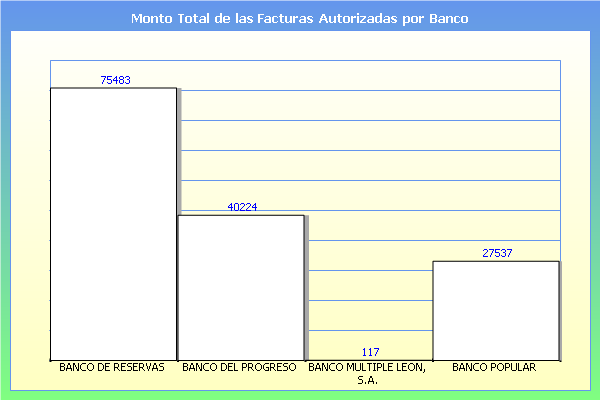 Monto Total de las Facturas Autorizadas por Banco
75483
40224
27537
117
BANCO DE RESERVAS
BANCO DEL PROGRESO
BANCO MULTIPLE LEON,
S.A.
BANCO POPULAR